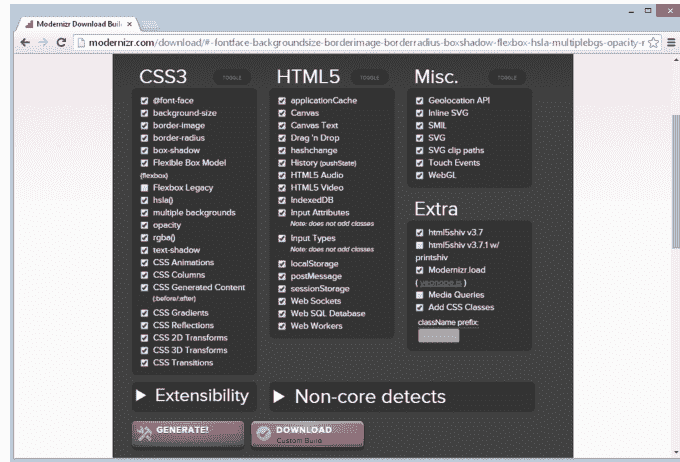 Modernizr Download Buil
modernizr.com/download/#-fontface-backgroundsize-borderimage-borderradius-boxshadow-flexbox-hsla-multiplebgs-opacity-r
CSS3
TOGGLE
@font-face
background-size
border-image
border-radius
box-shadow
Flexible Box Model
(flexbox)
Flexbox Legacy
hsla()
multiple backgrounds
opacity
rgba()
text-shadow
CSS Animations
CSS Columns
CSS Generated Content
(:before/:after)
CSS Gradients
CSS Reflections
CSS 2D Transforms
CSS 3D Transforms
CSS Transitions
HTML5
TOGGLE
applicationCache
Canvas
Canvas Text
Drag 'n Drop
hashchange
History (pushState)
HTML5 Audio
HTML5 Video
IndexedDB
Input Attributes
Note: does not add classes
Input Types
Note: does not add classes
localStorage
postMessage
sessionStorage
Web Sockets
Web SQL Database
Web Workers
Misc.
TOGGLE
Geolocation API
Inline SVG
SMIL
SVG
SVG clip paths
Touch Events
WebGL
Extra
html5shiv v3.7
html5shiv v3.7.1 w/
printshiv
Modernizr.load
( yepnope.js )
Media Queries
Add CSS Classes
className prefix:
Extensibility
Non-core detects
GENERATE!
DOWNLOAD
Custom Build